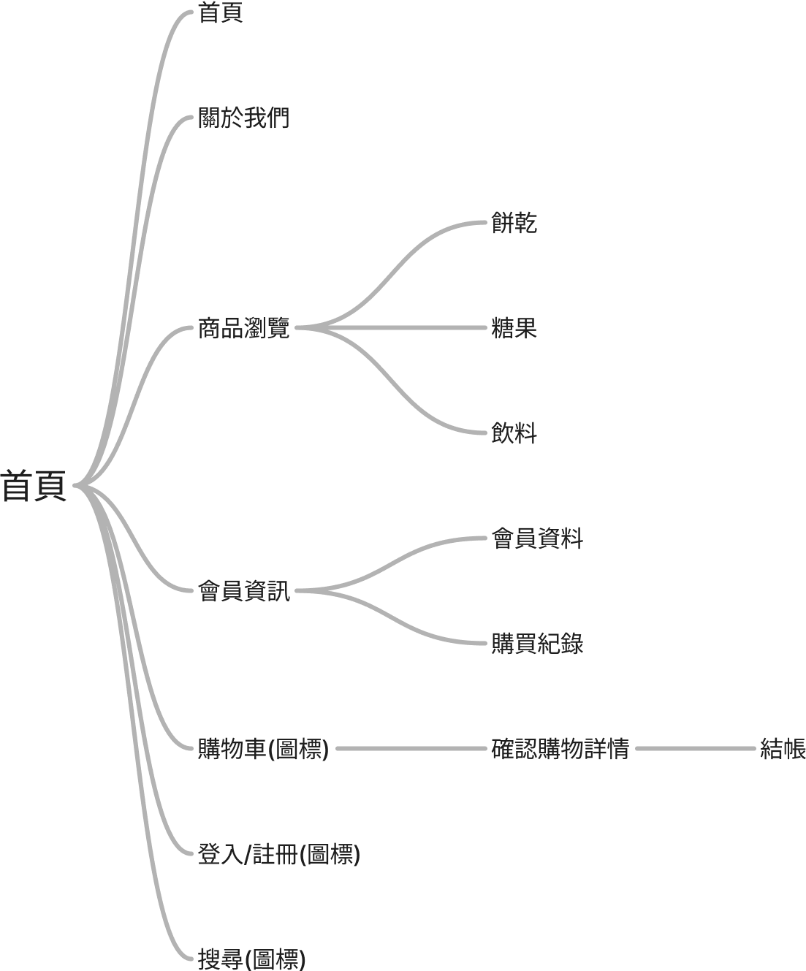 首頁
首頁
關於我們
商品瀏覽
餅乾
糖果
飲料
會員資訊
會員資料
購買紀錄
購物車(圖標)
確認購物詳情
結帳
登入/註冊(圖標)
搜尋(圖標)